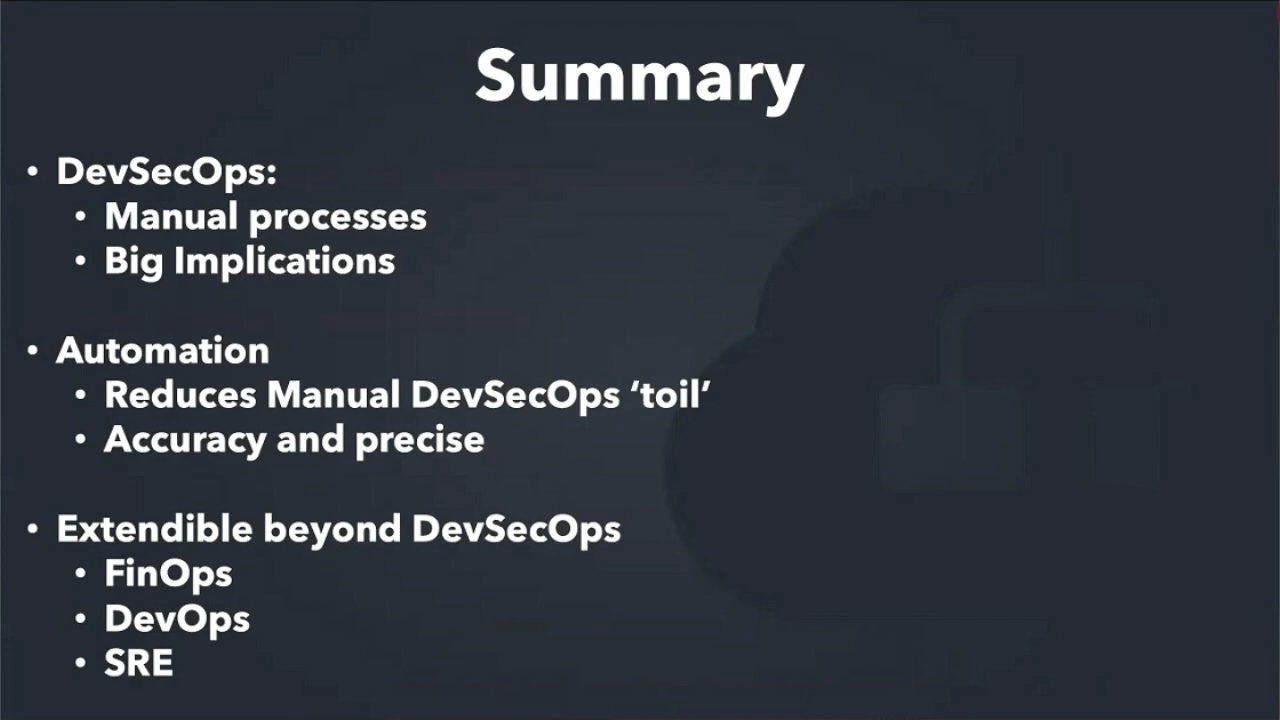 Summary
• DevSecOps:
• Manual processes
• Big Implications
• Automation
• Reduces Manual DevSecOps ‘toil’
• Accuracy and precise
• Extendible beyond DevSecOps
• FinOps
• DevOps
• SRE